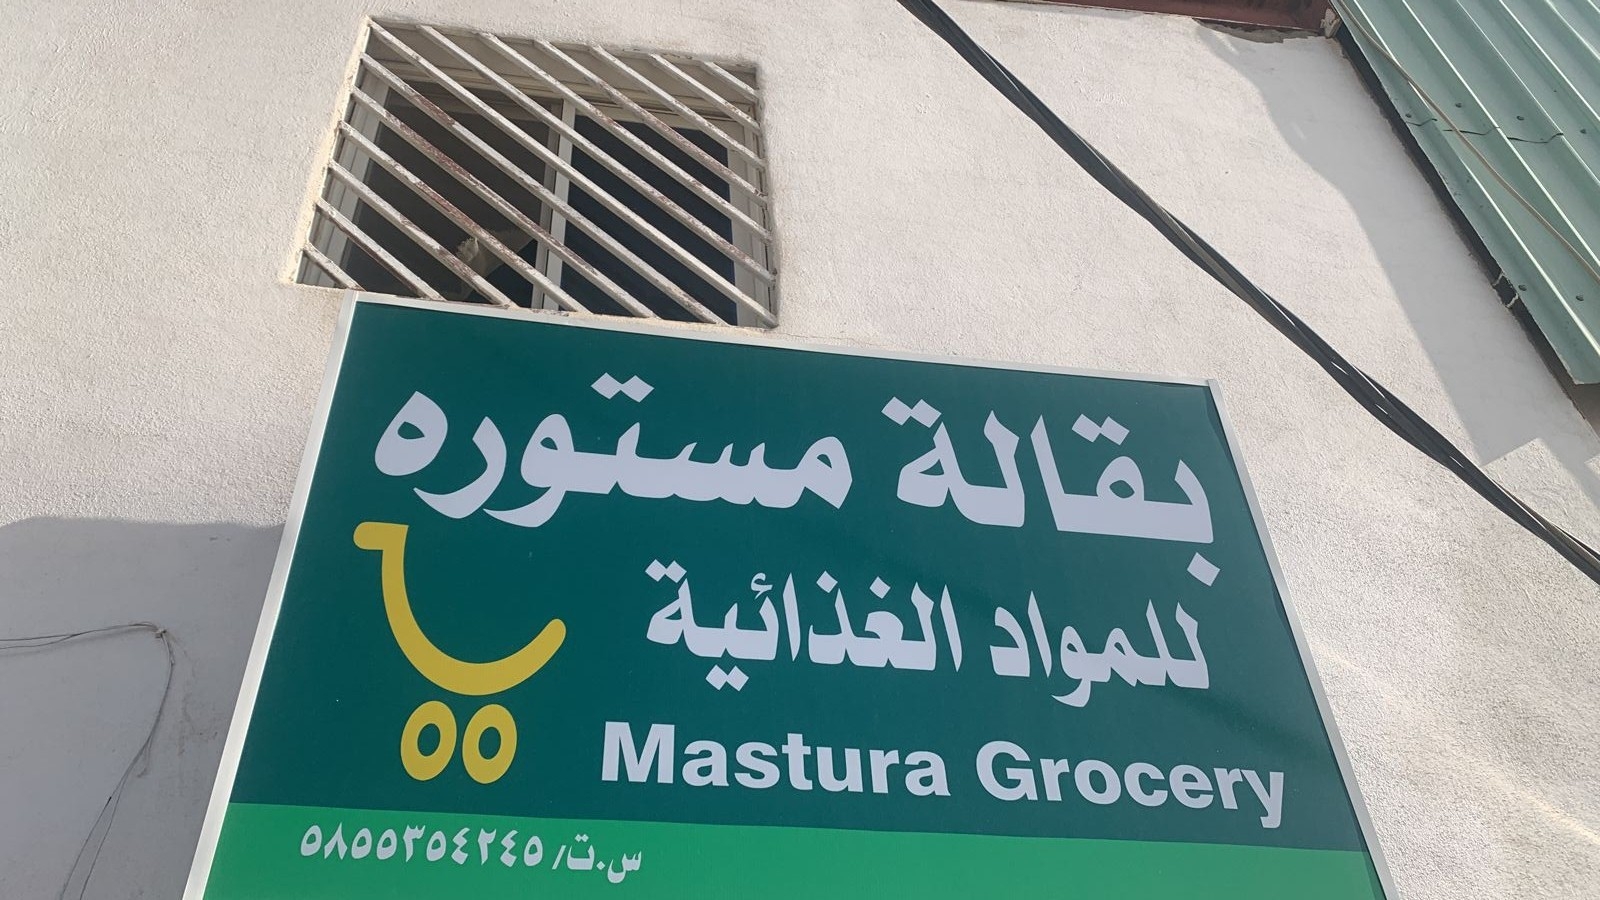 بقالة مستوره
للمواد الغذائية
Mastura Grocery
س.ت/ ٥٨٥٥٣٥٤٢٤٥